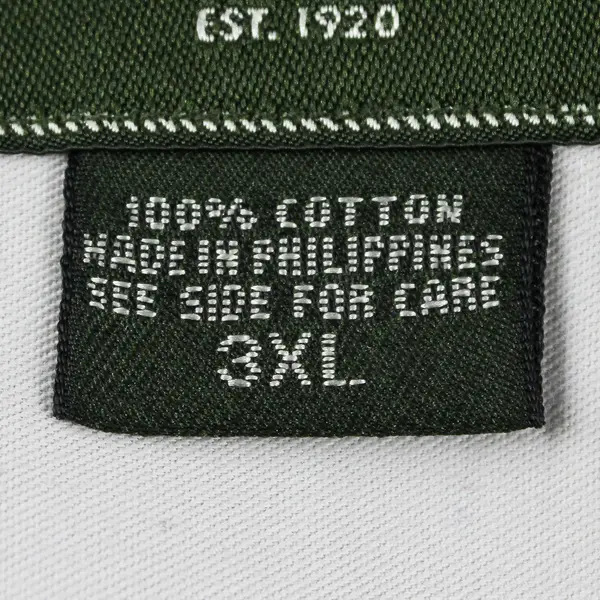 EST. 1920
100% COTTON
MADE IN PHILIPPINES
SEE SIDE FOR CARE
3XL